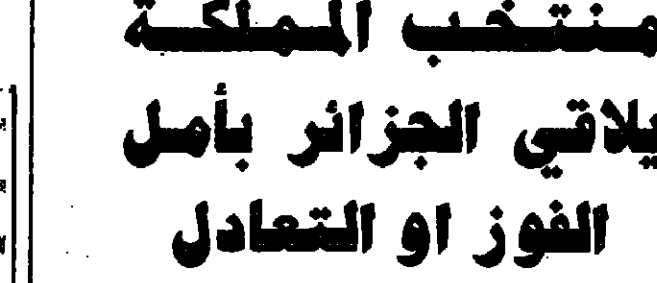 منتخب المملكة
يلاقي الجزائر بأمل
الفوز او التعادل